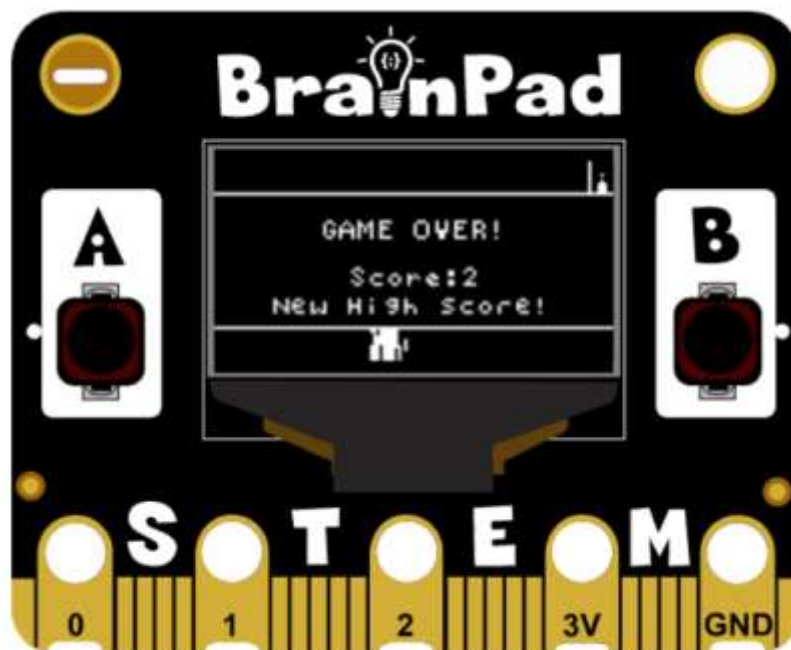 BrainPad
A
B
GAME OVER!
Score:2
New High Score!
S T E M
0 1 2 3V GND